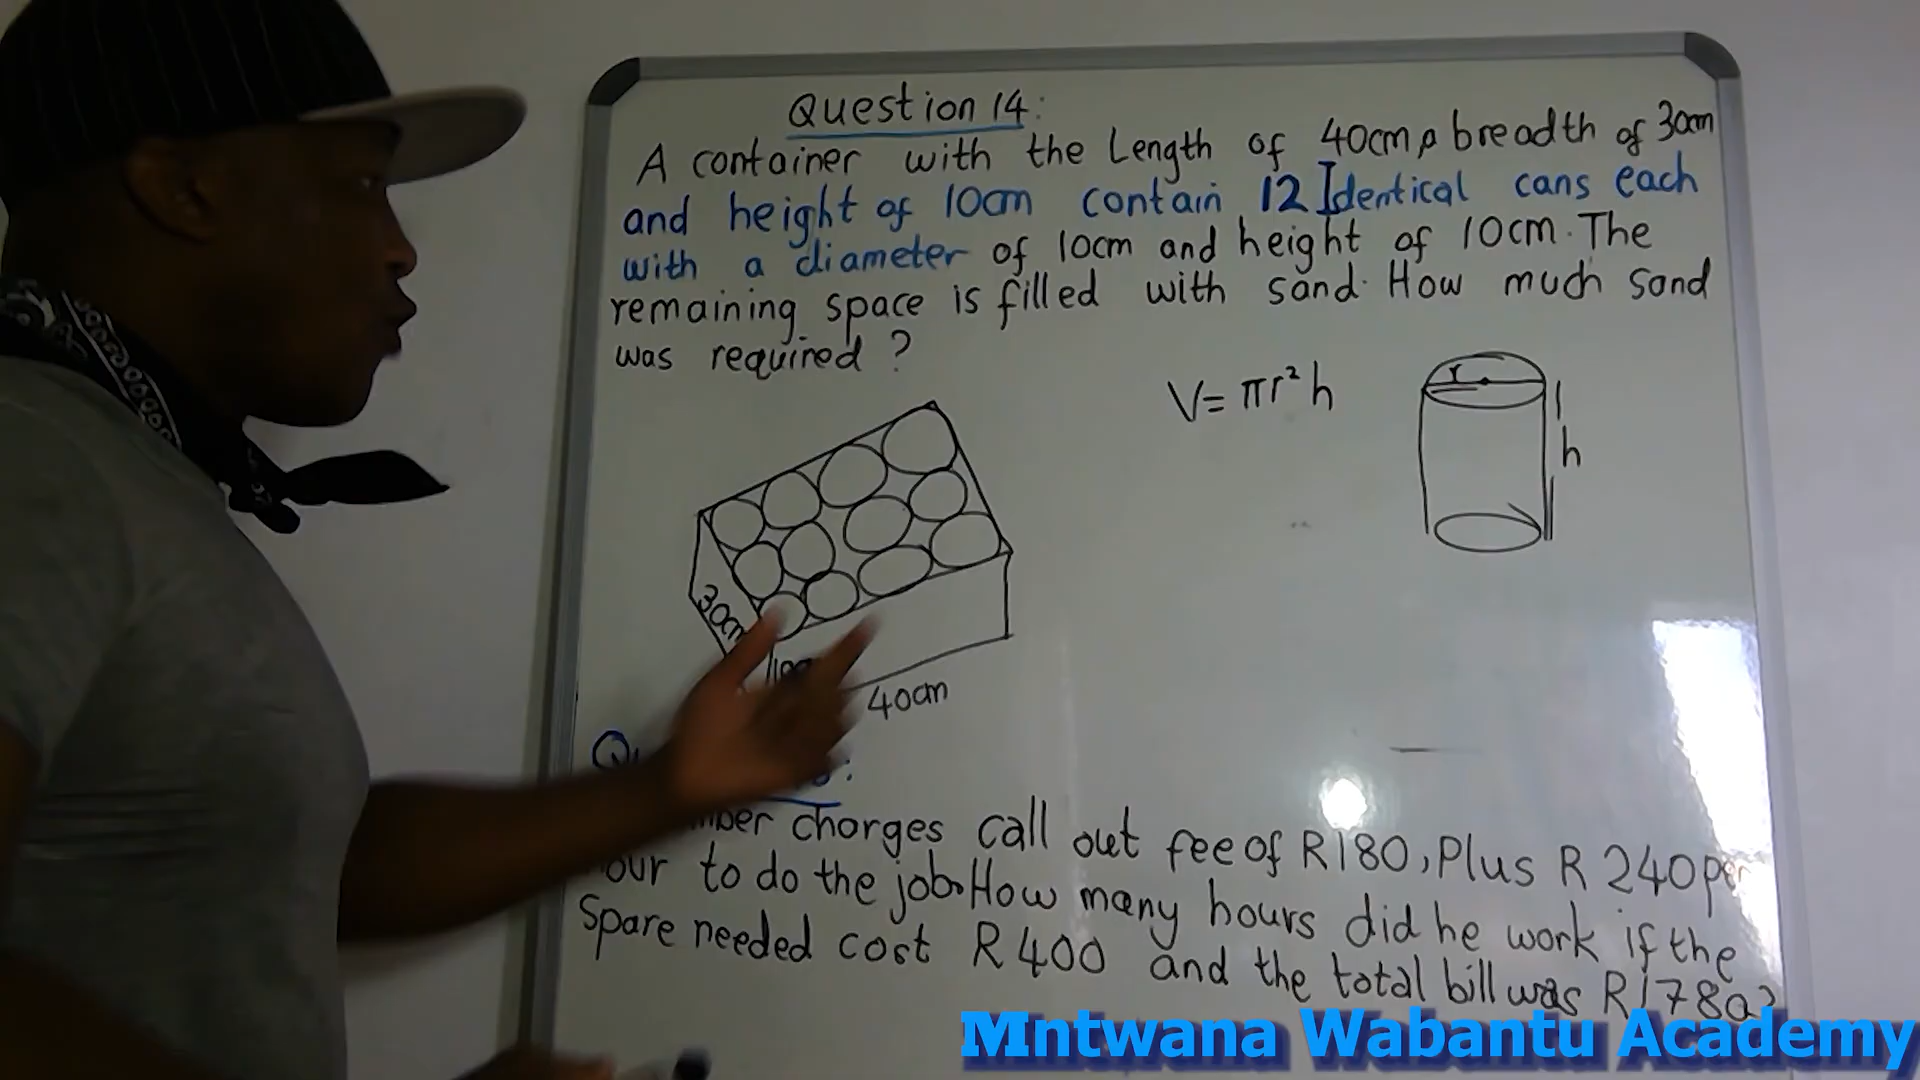 Question 14:
A container with the Length of 40cm, breadth of 30cm
and height of 10cm contain 12 Identical cans each
with a diameter of 10cm and height of 10cm. The
remaining space is filled with sand. How much sand
was required?
V = πr²h
r
h
30cm
40cm
charges call out fee of R180, Plus R 240 per
to do the job. How many hours did he work if the
Spare needed cost R400 and the total bill was R1780?
Mntwana Wabantu Academy